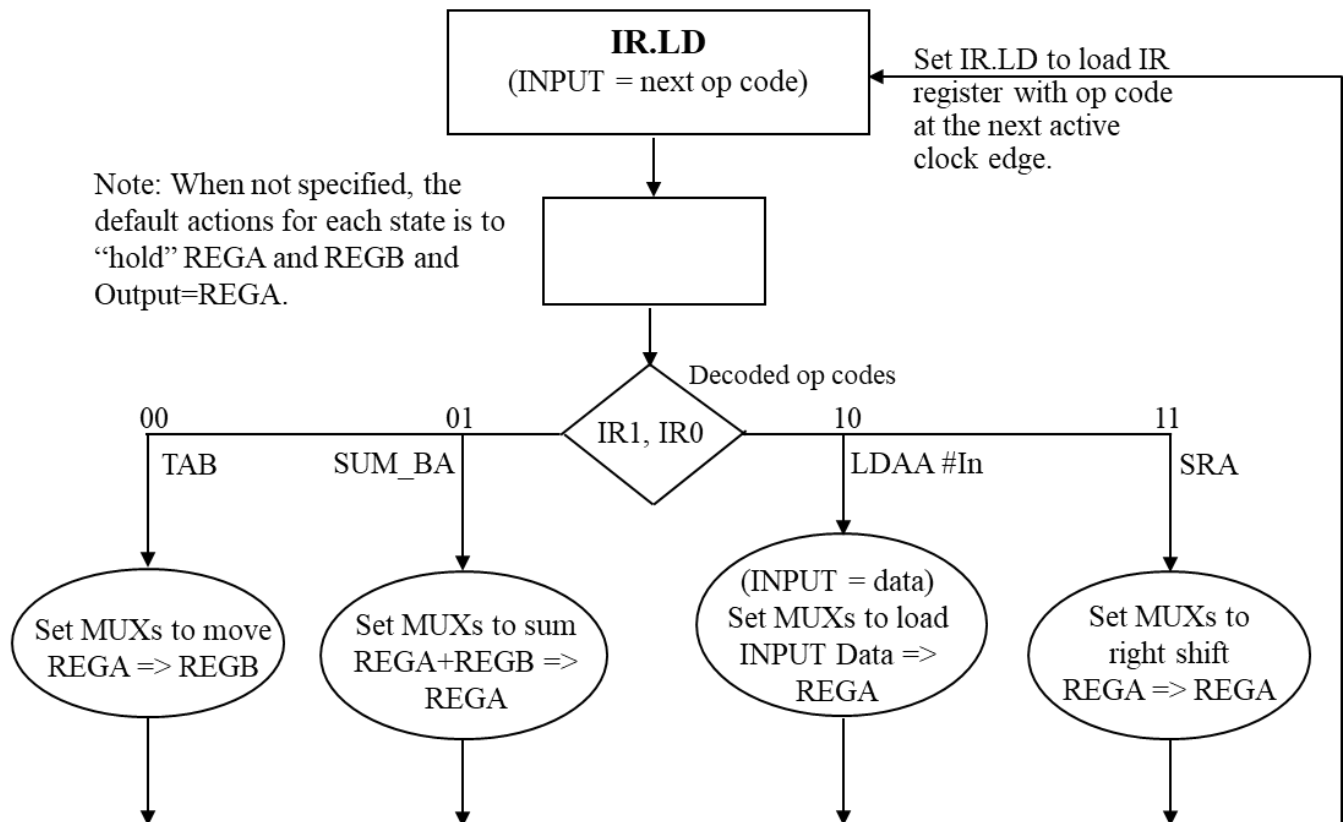 IR.LD
(INPUT = next op code)
Set IR.LD to load IR
register with op code
at the next active
clock edge.
Note: When not specified, the
default actions for each state is to
“hold” REGA and REGB and
Output=REGA.
Decoded op codes
00
01
IR1, IR0
10
11
TAB
SUM_BA
LDAA #In
SRA
Set MUXs to move
REGA => REGB
Set MUXs to sum
REGA+REGB =>
REGA
(INPUT = data)
Set MUXs to load
INPUT Data =>
REGA
Set MUXs to
right shift
REGA => REGA